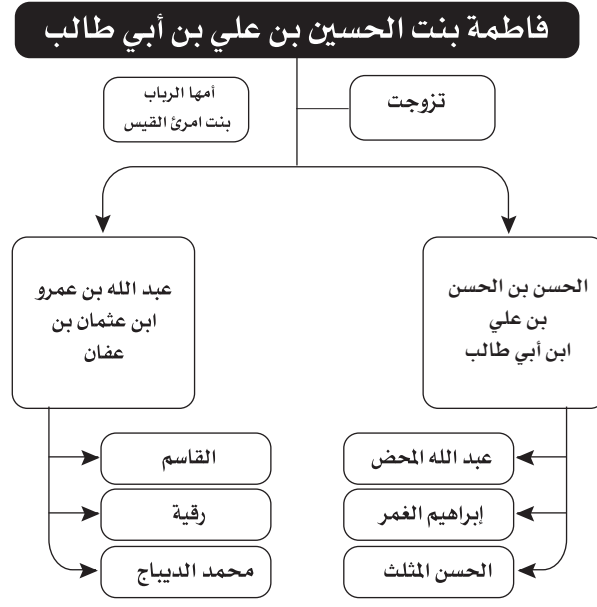 فاطمة بنت الحسين بن علي بن أبي طالب
تزوجت
أمها الرباب
بنت امرئ القيس
الحسن بن الحسن
بن علي
ابن أبي طالب
عبد الله بن عمرو
ابن عثمان بن
عفان
عبد الله المحض
إبراهيم الغمر
الحسن المثلث
القاسم
رقية
محمد الديباج